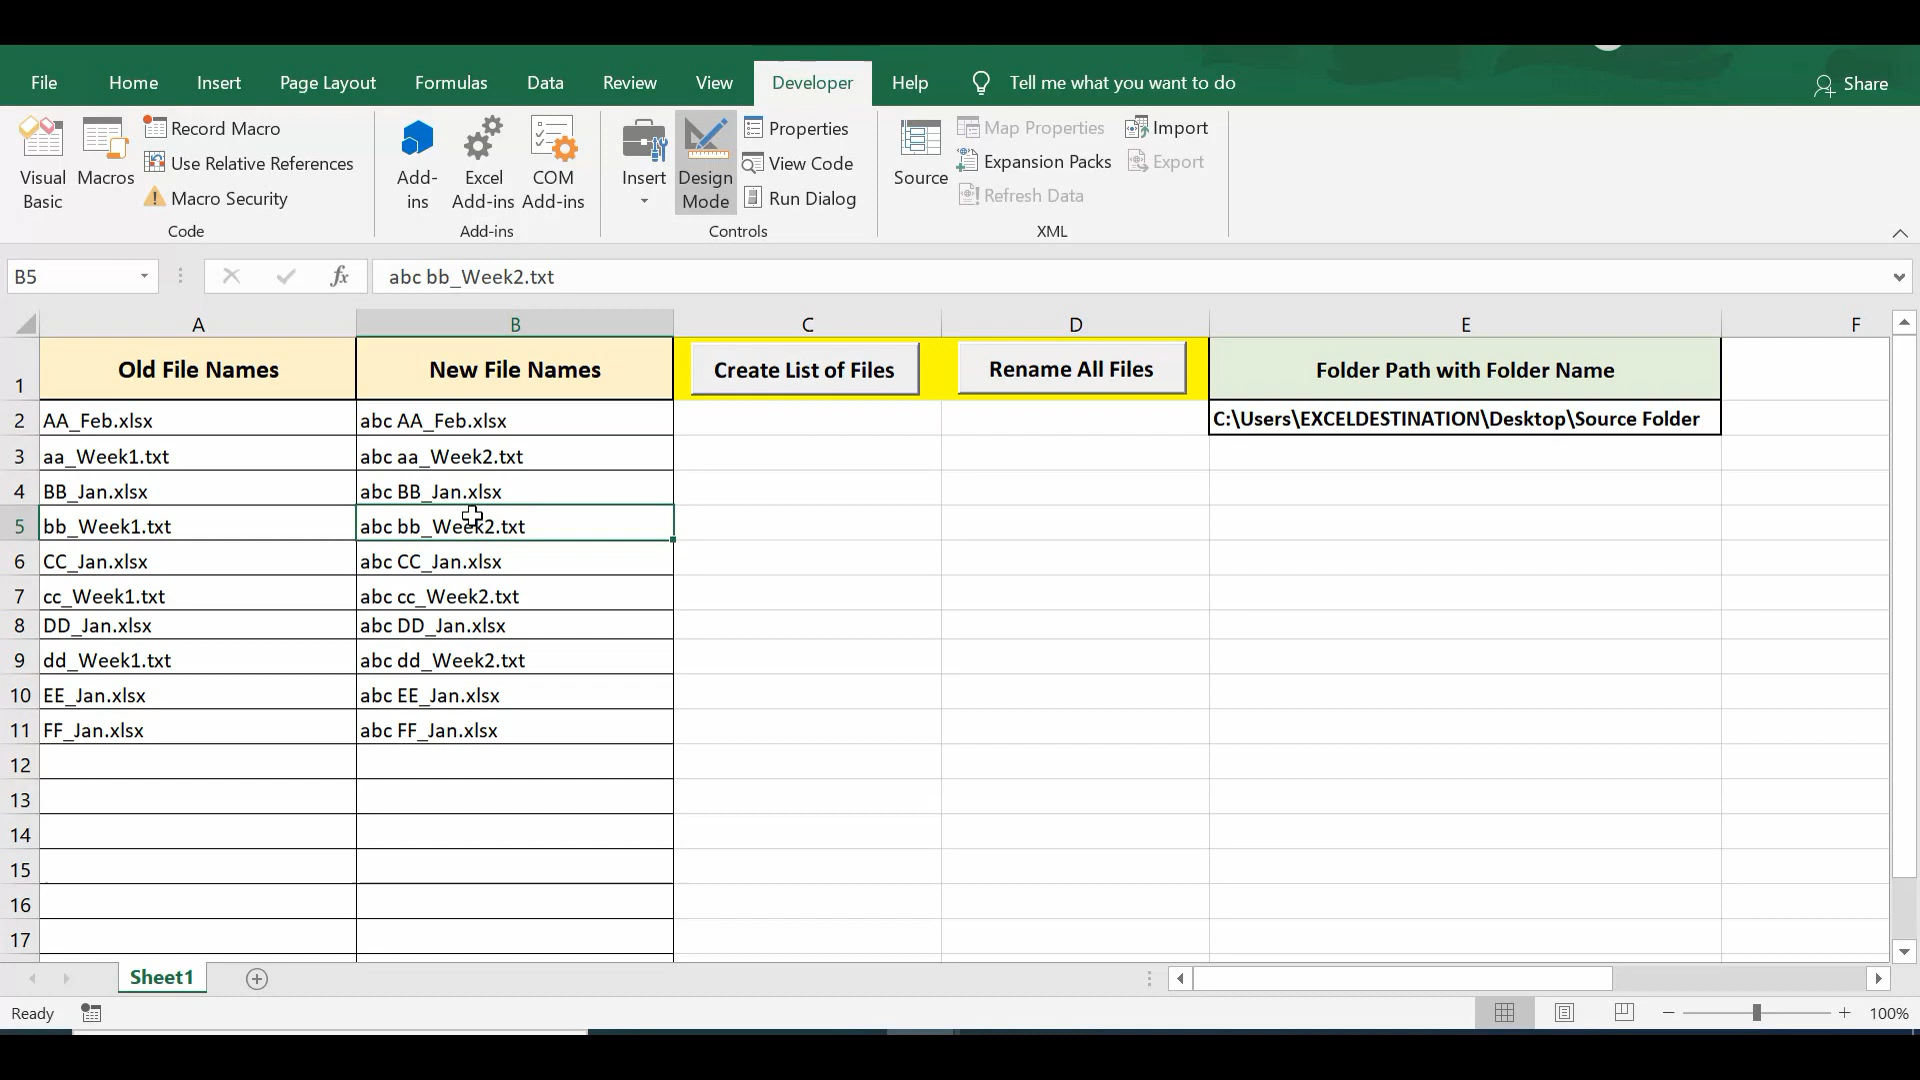 File Home Insert Page Layout Formulas Data Review View Developer Help Tell me what you want to do Share
Visual Basic
Macros
Record Macro
Use Relative References
Macro Security
Code
Add-ins
Excel Add-ins
COM Add-ins
Add-ins
Insert
Design Mode
Properties
View Code
Run Dialog
Controls
Source
Map Properties
Expansion Packs
Refresh Data
Import
Export
XML
B5 fx abc bb_Week2.txt
A B C D E F
1 Old File Names New File Names Create List of Files Rename All Files Folder Path with Folder Name
2 AA_Feb.xlsx abc AA_Feb.xlsx C:\Users\EXCELDESTINATION\Desktop\Source Folder
3 aa_Week1.txt abc aa_Week2.txt
4 BB_Jan.xlsx abc BB_Jan.xlsx
5 bb_Week1.txt abc bb_Week2.txt
6 CC_Jan.xlsx abc CC_Jan.xlsx
7 cc_Week1.txt abc cc_Week2.txt
8 DD_Jan.xlsx abc DD_Jan.xlsx
9 dd_Week1.txt abc dd_Week2.txt
10 EE_Jan.xlsx abc EE_Jan.xlsx
11 FF_Jan.xlsx abc FF_Jan.xlsx
12
13
14
15
16
17
Sheet1
Ready 100%